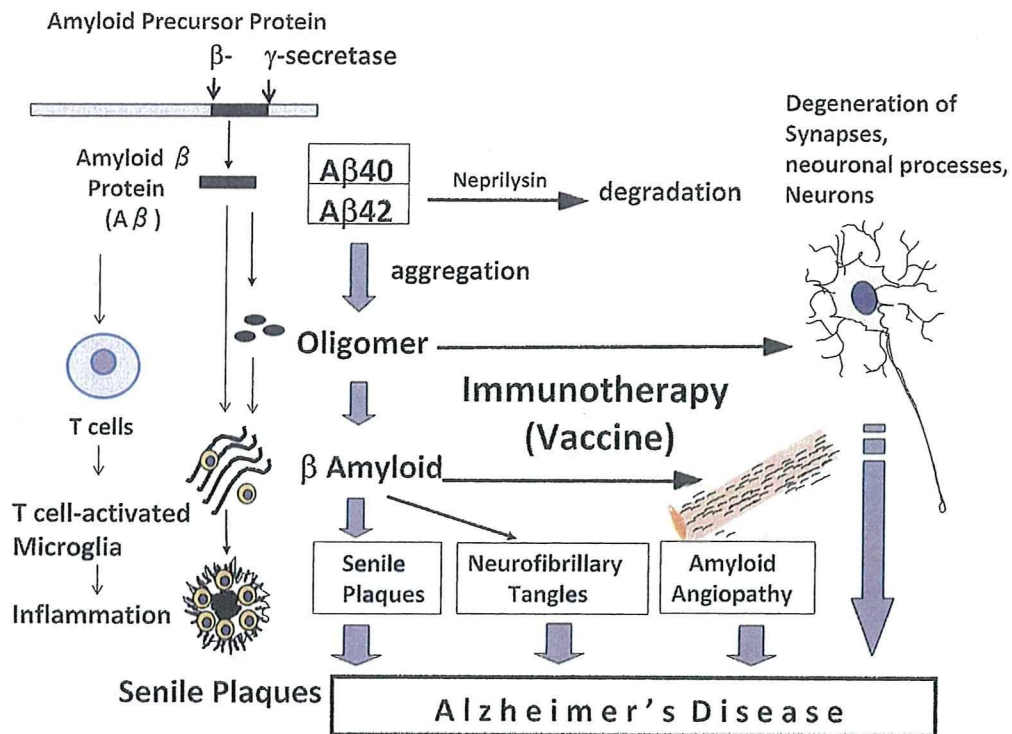 Amyloid Precursor Protein
β- γ-secretase
Amyloid β
Protein
(Aβ)
T cells
T cell-activated
Microglia
Inflammation
Senile Plaques
Aβ40
Aβ42
Neprilysin
degradation
aggregation
Oligomer
Immunotherapy
(Vaccine)
β Amyloid
Senile
Plaques
Neurofibrillary
Tangles
Amyloid
Angiopathy
Degeneration of
Synapses,
neouronal processes,
Neurons
Alzheimer's Disease